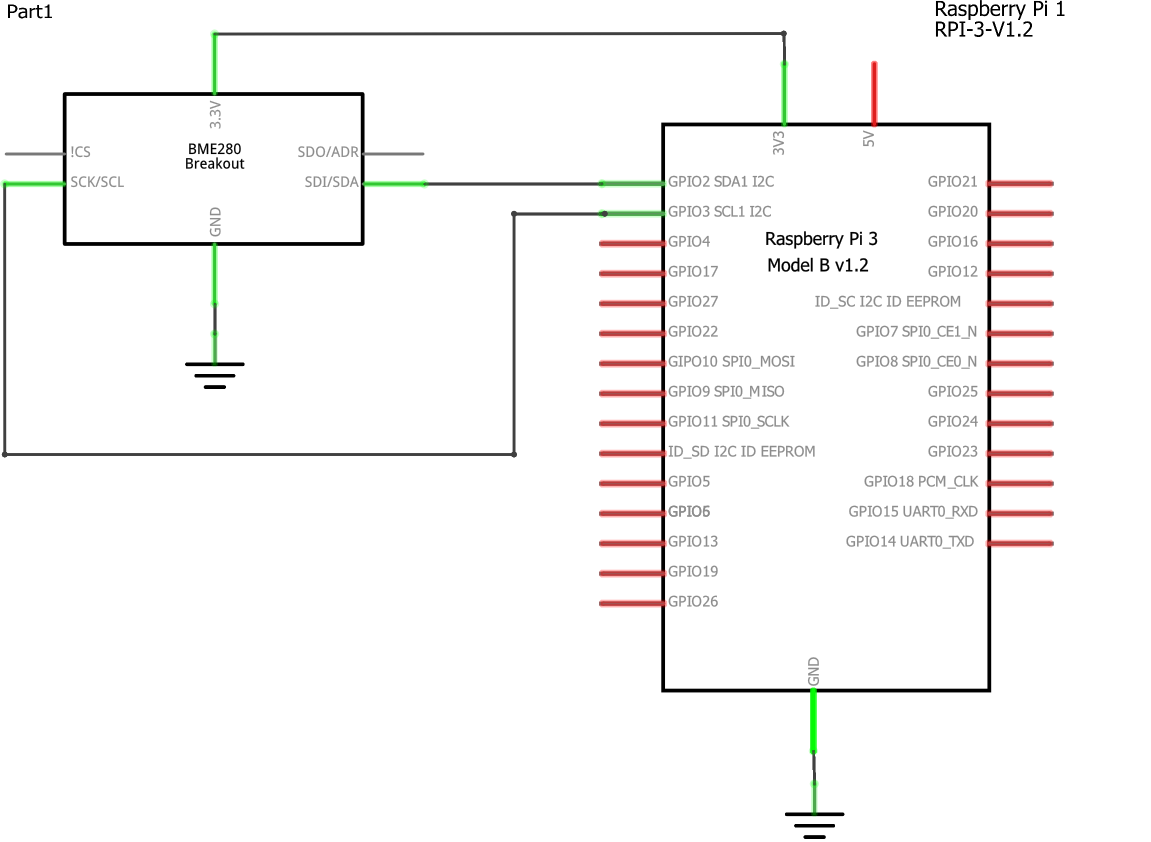 Part1
Raspberry Pi 1
RPI-3-V1.2
3.3V
!CS
SCK/SCL
BME280
Breakout
SDO/ADR
SDI/SDA
GND
3V3
5V
GPIO2 SDA1 I2C
GPIO3 SCL1 I2C
GPIO4
GPIO17
GPIO27
GPIO22
GIPO10 SPI0_MOSI
GPIO9 SPI0_MISO
GPIO11 SPI0_SCLK
ID_SD I2C ID EEPROM
GPIO5
GPIO6
GPIO13
GPIO19
GPIO26
Raspberry Pi 3
Model B v1.2
GPIO21
GPIO20
GPIO16
GPIO12
ID_SC I2C ID EEPROM
GPIO7 SPI0_CE1_N
GPIO8 SPI0_CE0_N
GPIO25
GPIO24
GPIO23
GPIO18 PCM_CLK
GPIO15 UART0_RXD
GPIO14 UART0_TXD
GND